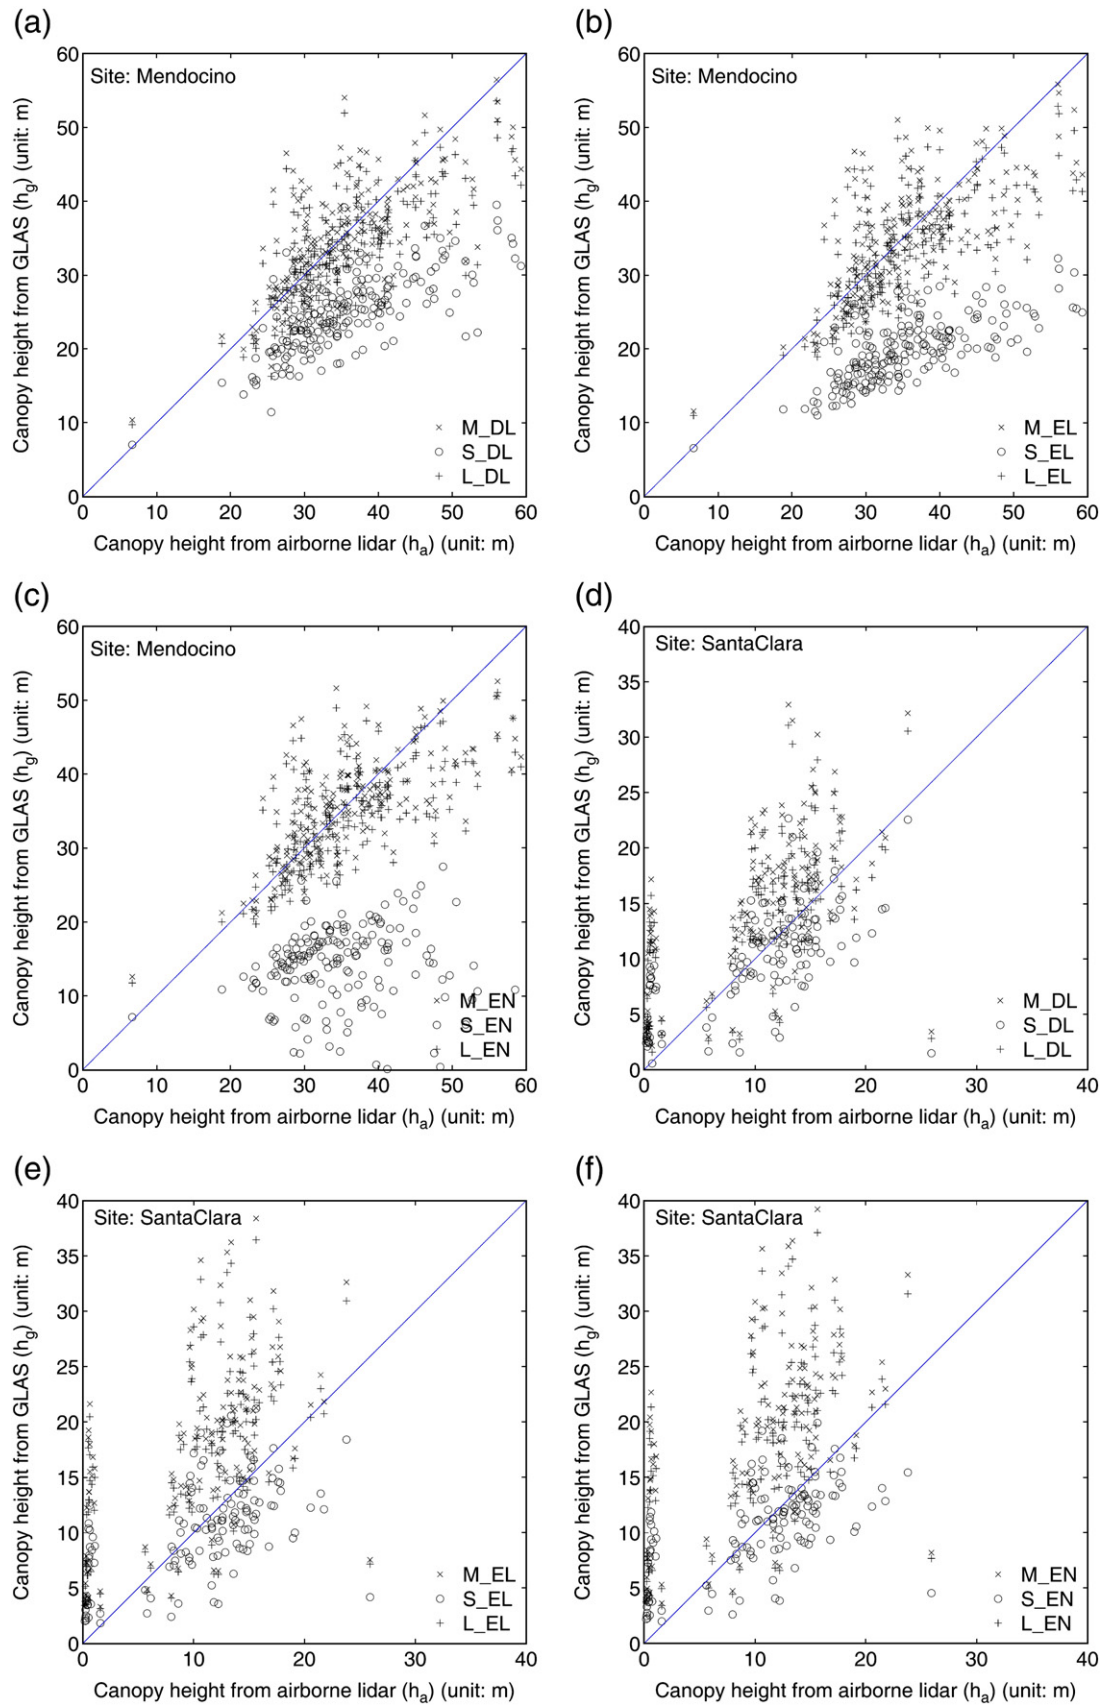 (a)
Site: Mendocino
Canopy height from GLAS (hg) (unit: m)
60
50
40
30
20
10
0
M_DL
S_DL
L_DL
0 10 20 30 40 50 60
Canopy height from airborne lidar (ha) (unit: m)
(b)
Site: Mendocino
Canopy height from GLAS (hg) (unit: m)
60
50
40
30
20
10
0
M_EL
S_EL
L_EL
0 10 20 30 40 50 60
Canopy height from airborne lidar (ha) (unit: m)
(c)
Site: Mendocino
Canopy height from GLAS (hg) (unit: m)
60
50
40
30
20
10
0
M_EN
S_EN
L_EN
0 10 20 30 40 50 60
Canopy height from airborne lidar (ha) (unit: m)
(d)
Site: SantaClara
Canopy height from GLAS (hg) (unit: m)
40
35
30
25
20
15
10
5
0
M_DL
S_DL
L_DL
0 10 20 30 40
Canopy height from airborne lidar (ha) (unit: m)
(e)
Site: SantaClara
Canopy height from GLAS (hg) (unit: m)
40
35
30
25
20
15
10
5
0
M_EL
S_EL
L_EL
0 10 20 30 40
Canopy height from airborne lidar (ha) (unit: m)
(f)
Site: SantaClara
Canopy height from GLAS (hg) (unit: m)
40
35
30
25
20
15
10
5
0
M_EN
S_EN
L_EN
0 10 20 30 40
Canopy height from airborne lidar (ha) (unit: m)